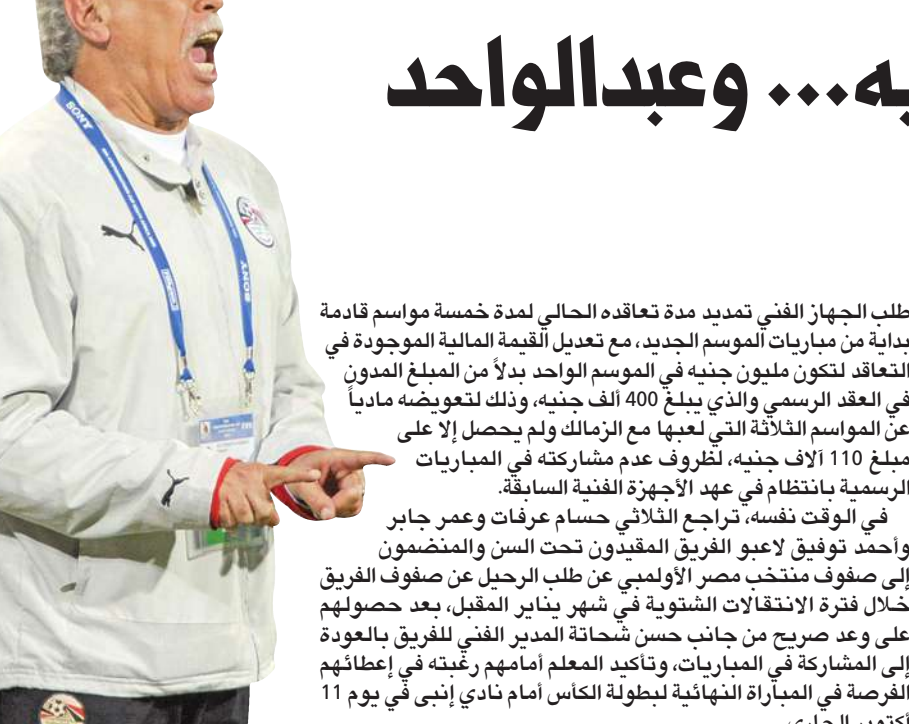 يه... وعبدالواحد
طلب الجهاز الفني تمديد مدة تعاقده الحالي لمدة خمسة مواسم قادمة
بداية من مباريات الموسم الجديد، مع تعديل القيمة المالية الموجودة في
التعاقد لتكون مليون جنيه في الموسم الواحد بدلاً من المبلغ المدون
في العقد الرسمي والذي يبلغ 400 ألف جنيه، وذلك لتعويضه مادياً
عن المواسم الثلاثة التي لعبها مع الزمالك ولم يحصل إلا على
مبلغ 110 آلاف جنيه، لظروف عدم مشاركته في المباريات
الرسمية بانتظام في عهد الأجهزة الفنية السابقة.
في الوقت نفسه، تراجع الثلاثي حسام عرفات وعمر جابر
وأحمد توفيق لاعبو الفريق المقيدون تحت السن والمنضمون
إلى صفوف منتخب مصر الأولمبي عن طلب الرحيل عن صفوف الفريق
خلال فترة الانتقالات الشتوية في شهر يناير المقبل، بعد حصولهم
على وعد صريح من جانب حسن شحاتة المدير الفني للفريق بالعودة
إلى المشاركة في المباريات، وتأكيد المعلم أمامهم رغبته في إعطائهم
الفرصة في المباراة النهائية لبطولة الكأس أمام نادي إنبى في يوم 11
أكتوبر الجاري.
SONY
SONY